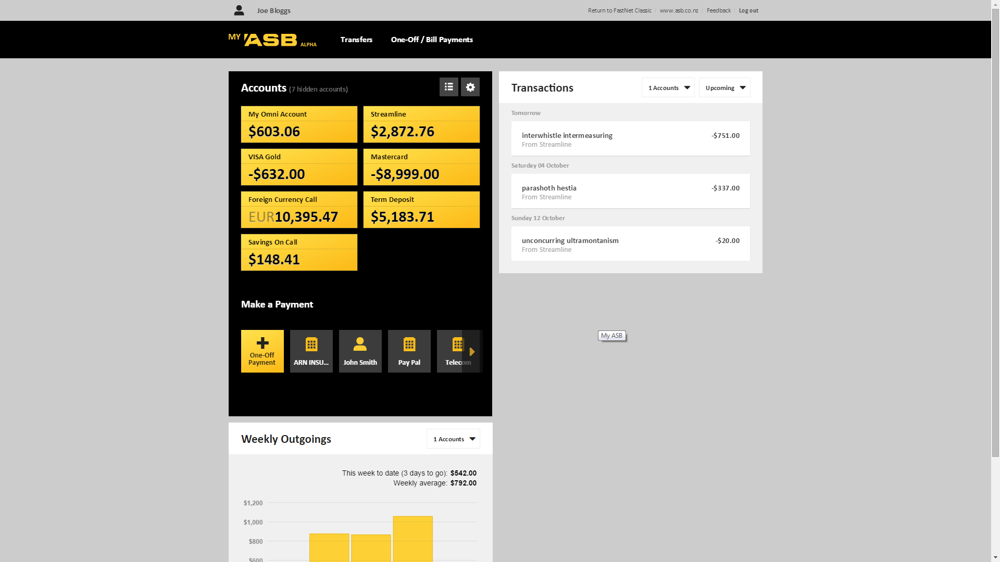 Joe Bloggs
Return to FastNet Classic
www.asb.co.nz
Feedback
Log out
MY ASB ALPHA
Transfers
One-Off / Bill Payments
Accounts (7 hidden accounts)
My Omni Account
$603.06
Streamline
$2,872.76
VISA Gold
-$632.00
Mastercard
-$8,999.00
Foreign Currency Call
EUR10,395.47
Term Deposit
$5,183.71
Savings On Call
$148.41
Make a Payment
One-Off
Payment
ARN INSU...
John Smith
Pay Pal
Telecom
Transactions
1 Accounts
Upcoming
Tomorrow
interwhistle intermeasuring
-$751.00
From Streamline
Saturday 04 October
parashoth hestia
-$337.00
From Streamline
Sunday 12 October
unconcurring ultramontanism
-$20.00
From Streamline
My ASB
Weekly Outgoings
1 Accounts
This week to date (3 days to go): $542.00
Weekly average: $792.00
$1,200
$1,000
$800
$600